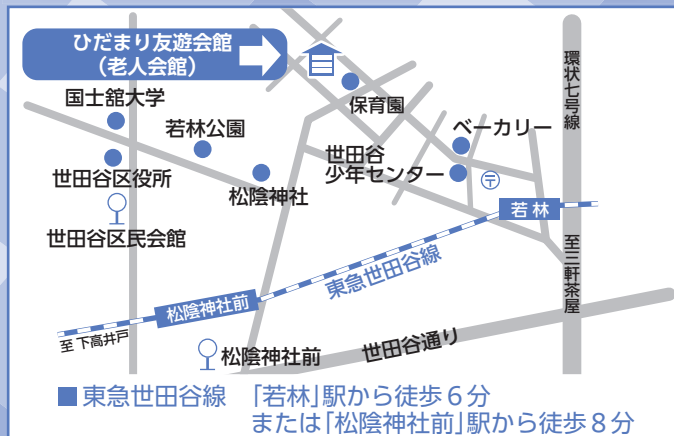 ひだまり友遊会館
（老人会館）
国士舘大学
若林公園
世田谷区役所
松陰神社
世田谷区民会館
保育園
ベーカリー
世田谷
少年センター
〒
環状七号線
若林
至三軒茶屋
東急世田谷線
松陰神社前
至 下高井戸
松陰神社前
世田谷通り
■東急世田谷線　「若林」駅から徒歩６分
または「松陰神社前」駅から徒歩８分